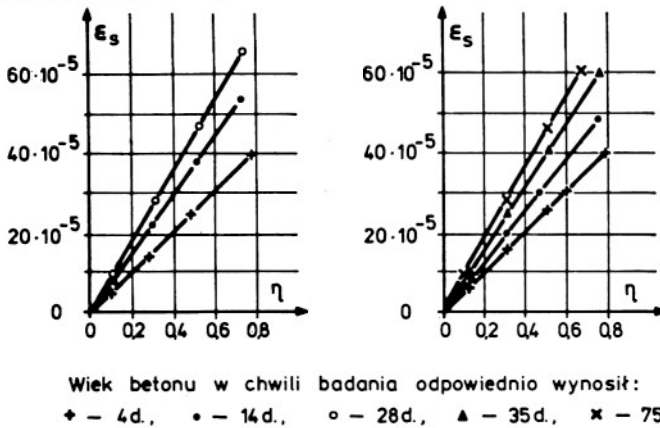 εs εs
60·10⁻⁵ 60·10⁻⁵
40·10⁻⁵ 40·10⁻⁵
20·10⁻⁵ 20·10⁻⁵
0 η 0 η
0 0,2 0,4 0,6 0,8 0 0,2 0,4 0,6 0,8
Wiek betonu w chwili badania odpowiednio wynosił:
+ – 4d., • – 14d., ○ – 28d., ▲ – 35d., × – 75